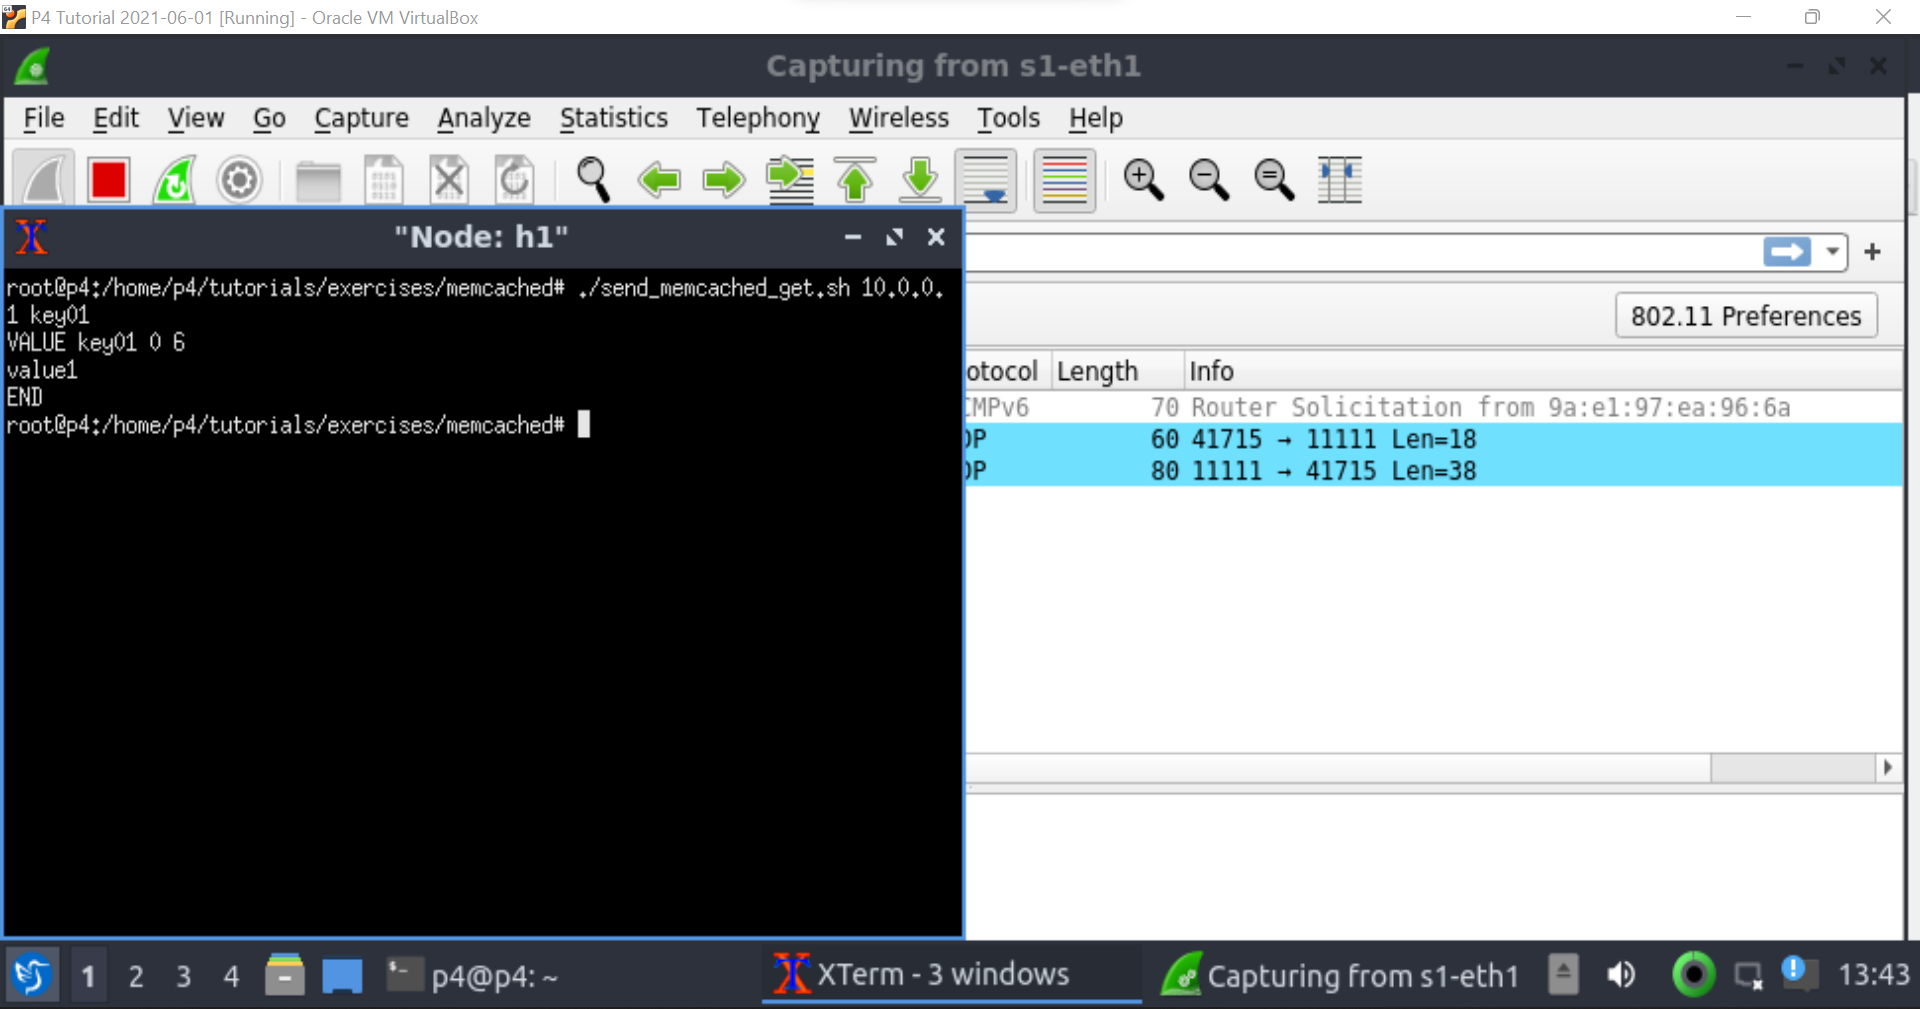 P4 Tutorial 2021-06-01 [Running] - Oracle VM VirtualBox
Capturing from s1-eth1
File Edit View Go Capture Analyze Statistics Telephony Wireless Tools Help
"Node: h1"
root@p4:/home/p4/tutorials/exercises/memcached# ./send_memcached_get.sh 10.0.0.
1 key01
VALUE key01 0 6
value1
END
root@p4:/home/p4/tutorials/exercises/memcached#
+
802.11 Preferences
otocol Length Info
CMPv6 70 Router Solicitation from 9a:e1:97:ea:96:6a
DP 60 41715 → 11111 Len=18
DP 80 11111 → 41715 Len=38
1 2 3 4 p4@p4: ~ XTerm - 3 windows Capturing from s1-eth1 13:43